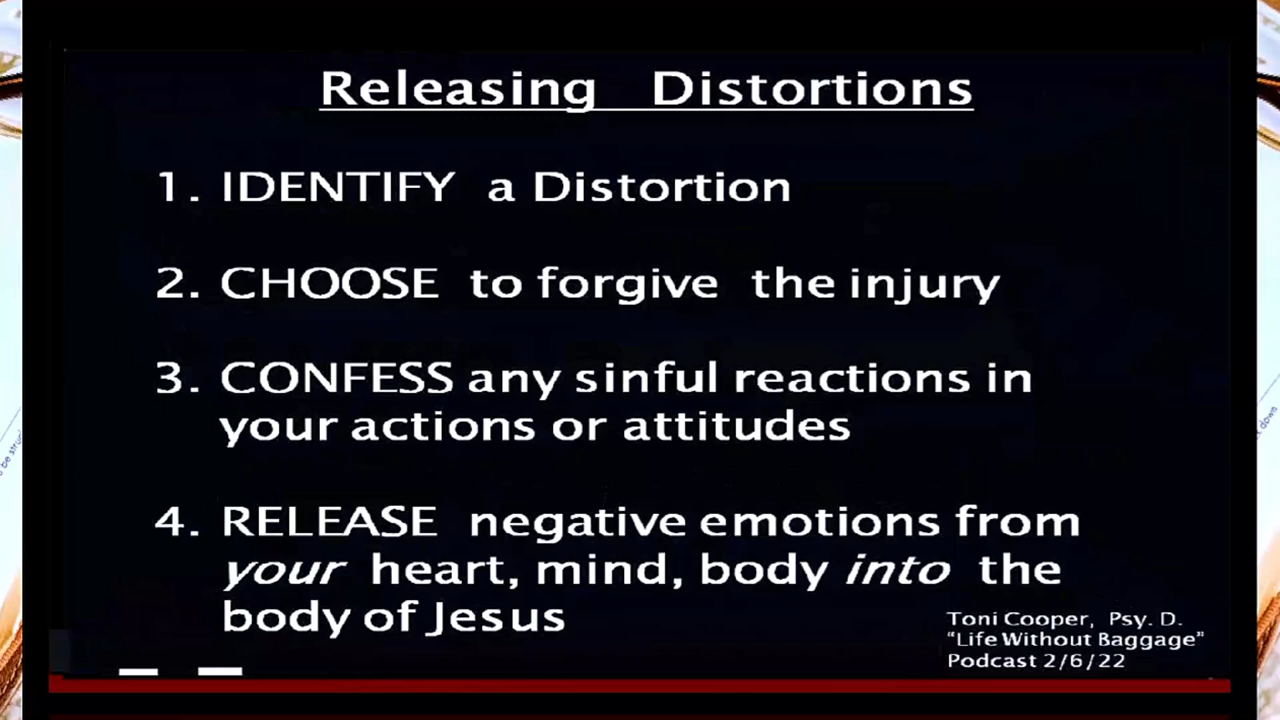 Releasing Distortions
1. IDENTIFY a Distortion
2. CHOOSE to forgive the injury
3. CONFESS any sinful reactions in
your actions or attitudes
4. RELEASE negative emotions from
your heart, mind, body into the
body of Jesus
Toni Cooper, Psy. D.
"Life Without Baggage"
Podcast 2/6/22